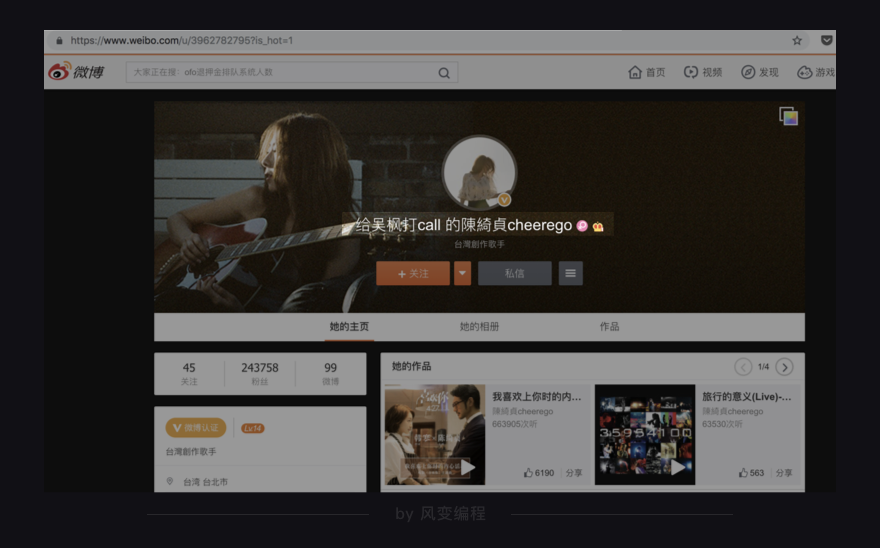 https://www.weibo.com/u/3962782795?is_hot=1
微博
大家正在搜：ofo退押金排队系统人数
首页
视频
发现
游戏
给吴枫打call 的陳綺貞cheerego
台灣創作歌手
+ 关注
私信
她的主页
她的相册
作品
45
关注
243758
粉丝
99
微博
她的作品
1/4
我喜欢上你时的内...
陳綺貞cheerego
663905次听
6190
分享
旅行的意义(Live)-...
陳綺貞cheerego
63530次听
563
分享
35954100
V 微博认证
Lv.14
台灣創作歌手
台湾 台北市
by 风变编程